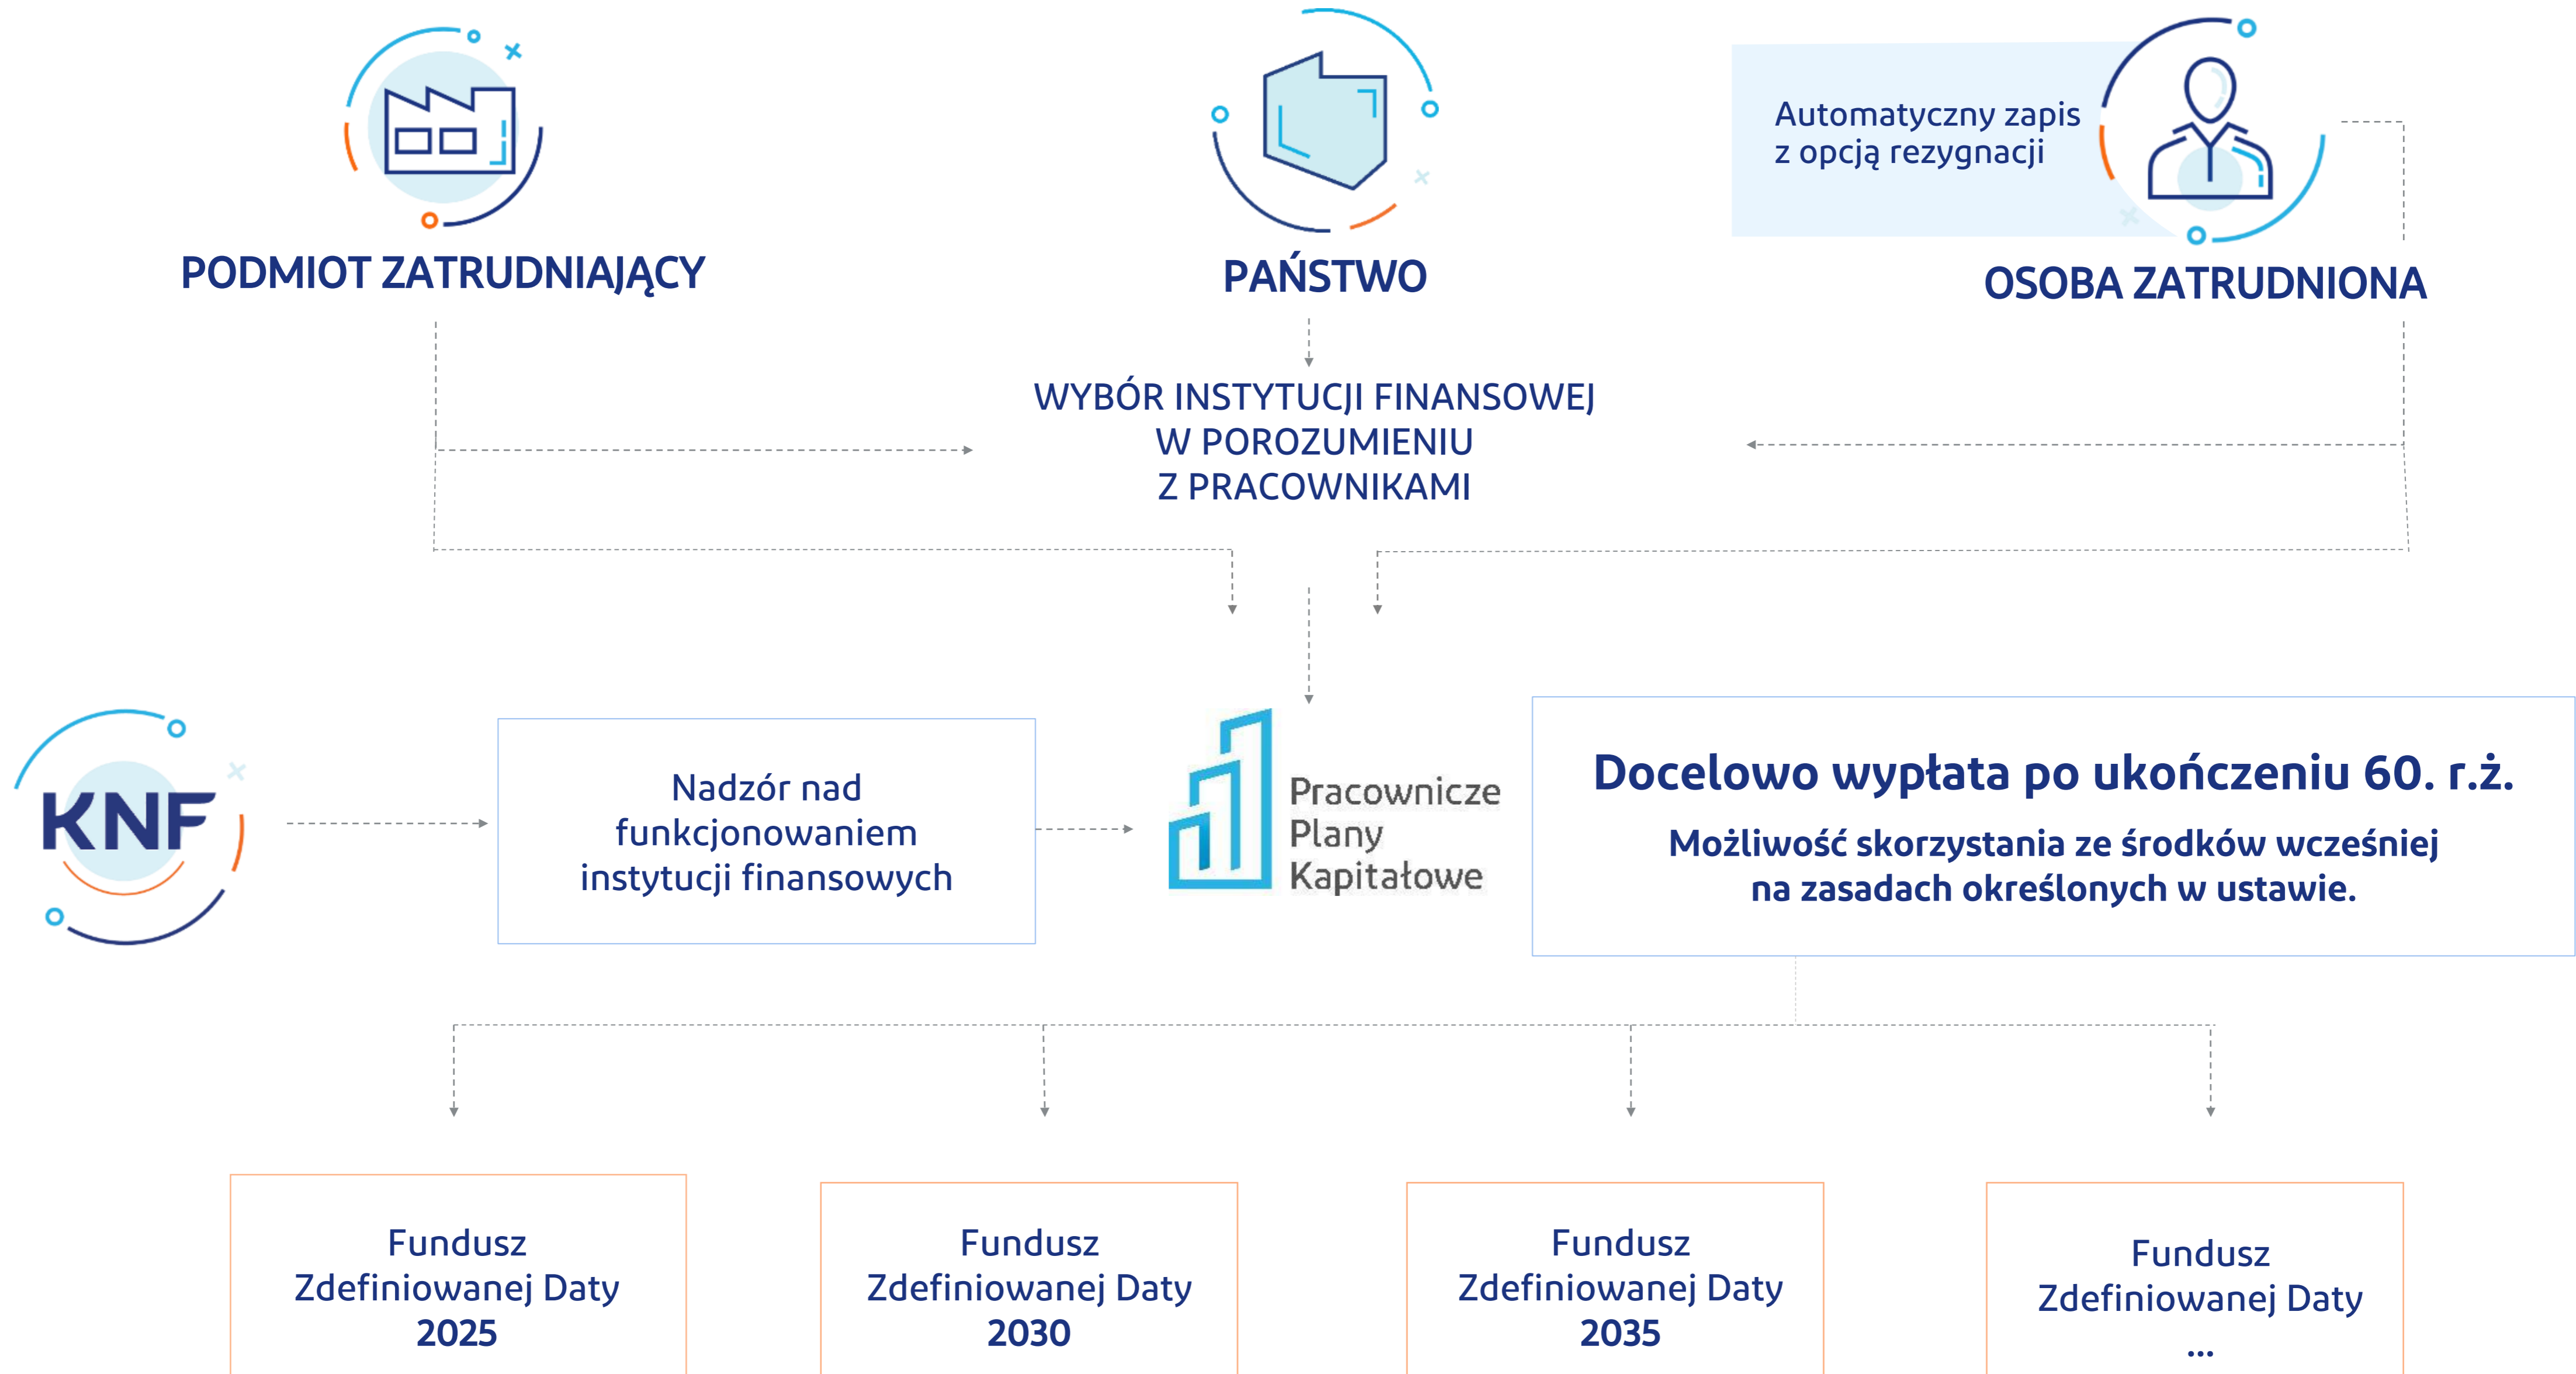 Automatyczny zapis
z opcją rezygnacji
PODMIOT ZATRUDNIAJĄCY
PAŃSTWO
OSOBA ZATRUDNIONA
WYBÓR INSTYTUCJI FINANSOWEJ
W POROZUMIENIU
Z PRACOWNIKAMI
KNF
Nadzór nad
funkcjonowaniem
instytucji finansowych
Pracownicze
Plany
Kapitałowe
Docelowo wypłata po ukończeniu 60. r.ż.
Możliwość skorzystania ze środków wcześniej
na zasadach określonych w ustawie.
Fundusz
Zdefiniowanej Daty
2025
Fundusz
Zdefiniowanej Daty
2030
Fundusz
Zdefiniowanej Daty
2035
Fundusz
Zdefiniowanej Daty
...